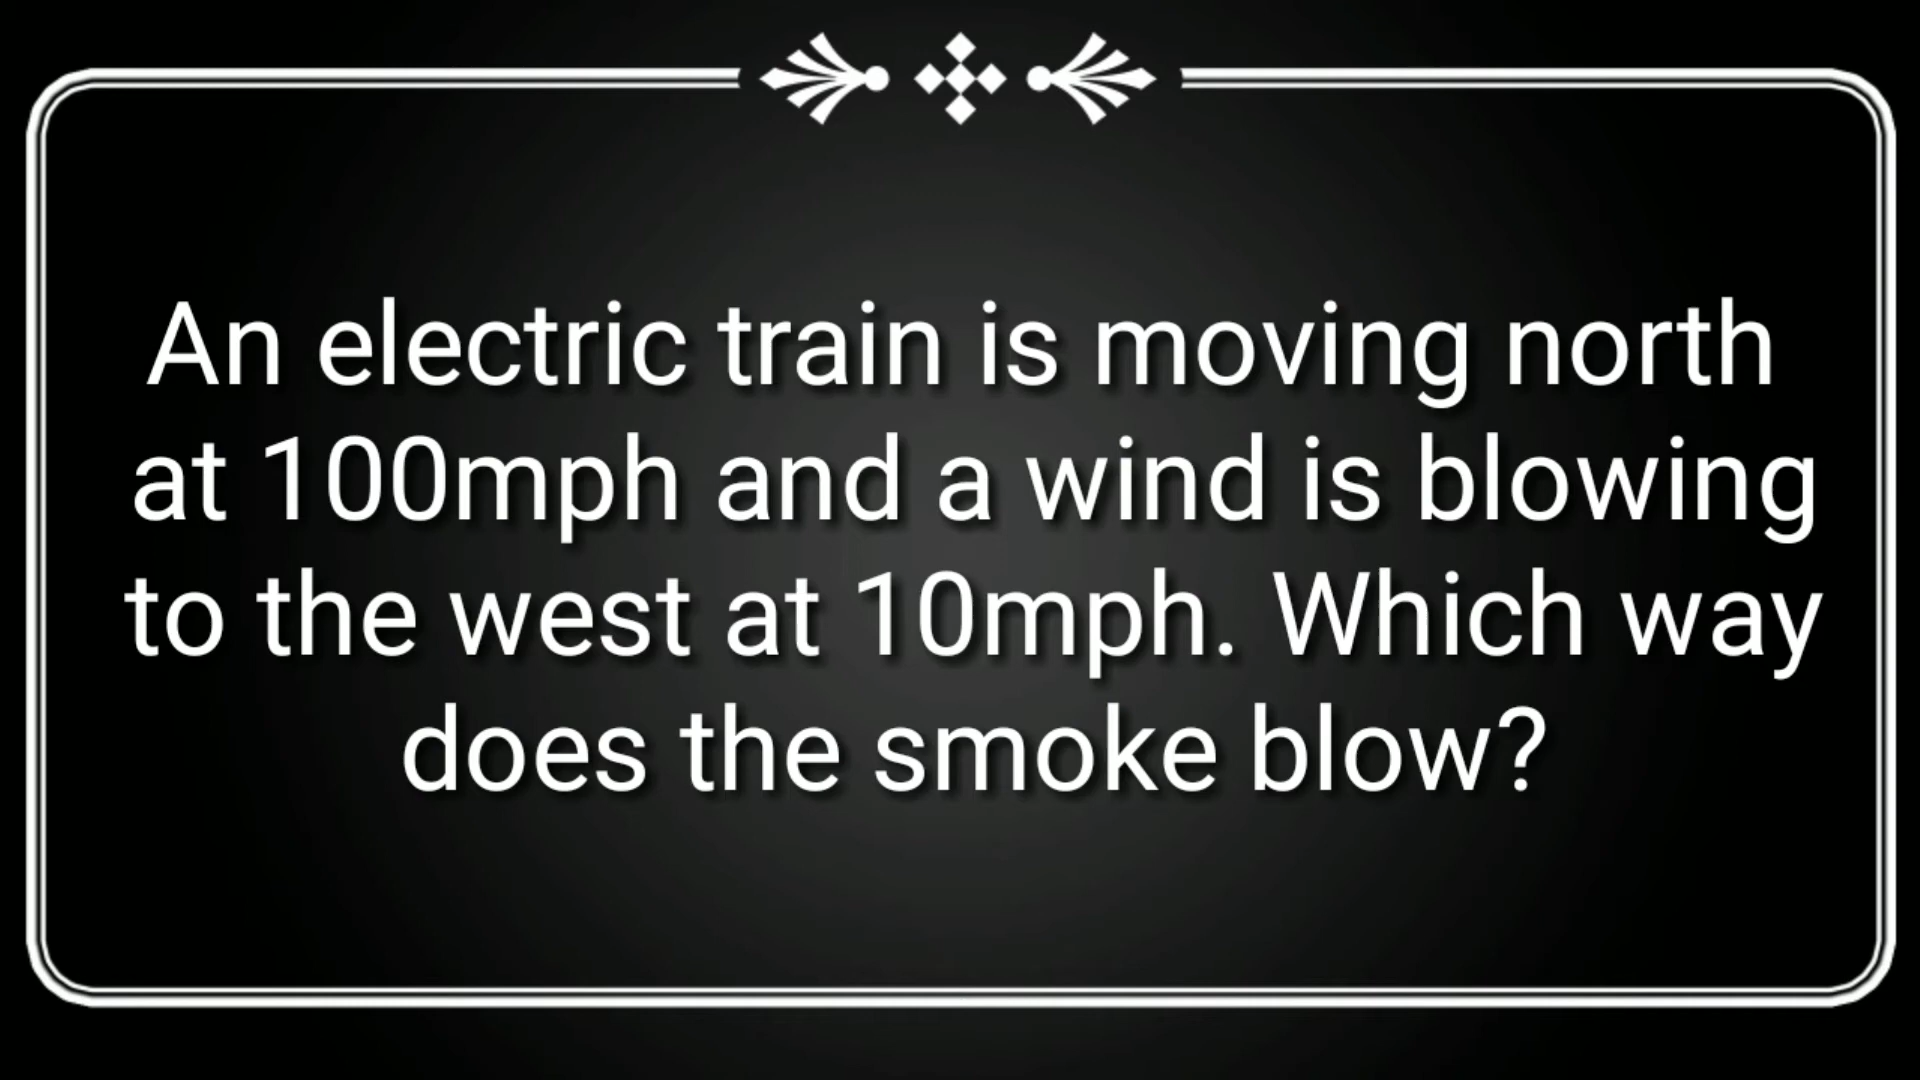 An electric train is moving north
at 100mph and a wind is blowing
to the west at 10mph. Which way
does the smoke blow?